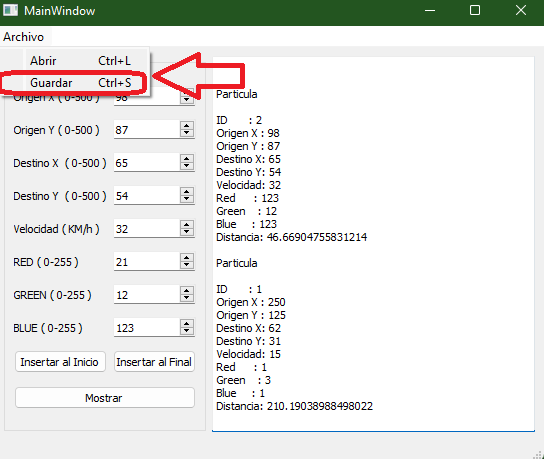 MainWindow
Archivo
Abrir Ctrl+L
Guardar Ctrl+S
Origen X ( 0-500 ) 98
Origen Y ( 0-500 ) 87
Destino X ( 0-500 ) 65
Destino Y ( 0-500 ) 54
Velocidad ( KM/h ) 32
RED ( 0-255 ) 21
GREEN ( 0-255 ) 12
BLUE ( 0-255 ) 123
Insertar al Inicio Insertar al Final
Mostrar
Particula
ID : 2
Origen X : 98
Origen Y : 87
Destino X: 65
Destino Y: 54
Velocidad: 32
Red : 123
Green : 12
Blue : 123
Distancia: 46.66904755831214
Particula
ID : 1
Origen X : 250
Origen Y : 125
Destino X: 62
Destino Y: 31
Velocidad: 15
Red : 1
Green : 3
Blue : 1
Distancia: 210.19038988498022